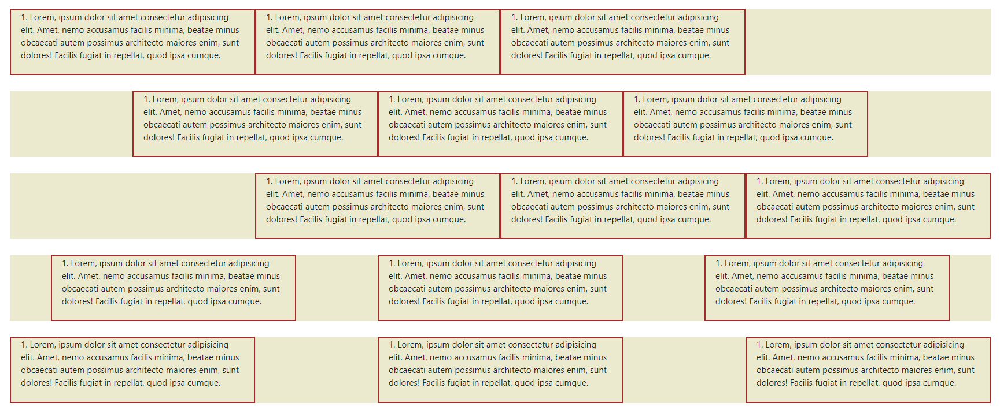 1. Lorem, ipsum dolor sit amet consectetur adipisicing
elit. Amet, nemo accusamus facilis minima, beatae minus
obcaecati autem possimus architecto maiores enim, sunt
dolores! Facilis fugiat in repellat, quod ipsa cumque.
1. Lorem, ipsum dolor sit amet consectetur adipisicing
elit. Amet, nemo accusamus facilis minima, beatae minus
obcaecati autem possimus architecto maiores enim, sunt
dolores! Facilis fugiat in repellat, quod ipsa cumque.
1. Lorem, ipsum dolor sit amet consectetur adipisicing
elit. Amet, nemo accusamus facilis minima, beatae minus
obcaecati autem possimus architecto maiores enim, sunt
dolores! Facilis fugiat in repellat, quod ipsa cumque.
1. Lorem, ipsum dolor sit amet consectetur adipisicing
elit. Amet, nemo accusamus facilis minima, beatae minus
obcaecati autem possimus architecto maiores enim, sunt
dolores! Facilis fugiat in repellat, quod ipsa cumque.
1. Lorem, ipsum dolor sit amet consectetur adipisicing
elit. Amet, nemo accusamus facilis minima, beatae minus
obcaecati autem possimus architecto maiores enim, sunt
dolores! Facilis fugiat in repellat, quod ipsa cumque.
1. Lorem, ipsum dolor sit amet consectetur adipisicing
elit. Amet, nemo accusamus facilis minima, beatae minus
obcaecati autem possimus architecto maiores enim, sunt
dolores! Facilis fugiat in repellat, quod ipsa cumque.
1. Lorem, ipsum dolor sit amet consectetur adipisicing
elit. Amet, nemo accusamus facilis minima, beatae minus
obcaecati autem possimus architecto maiores enim, sunt
dolores! Facilis fugiat in repellat, quod ipsa cumque.
1. Lorem, ipsum dolor sit amet consectetur adipisicing
elit. Amet, nemo accusamus facilis minima, beatae minus
obcaecati autem possimus architecto maiores enim, sunt
dolores! Facilis fugiat in repellat, quod ipsa cumque.
1. Lorem, ipsum dolor sit amet consectetur adipisicing
elit. Amet, nemo accusamus facilis minima, beatae minus
obcaecati autem possimus architecto maiores enim, sunt
dolores! Facilis fugiat in repellat, quod ipsa cumque.
1. Lorem, ipsum dolor sit amet consectetur adipisicing
elit. Amet, nemo accusamus facilis minima, beatae minus
obcaecati autem possimus architecto maiores enim, sunt
dolores! Facilis fugiat in repellat, quod ipsa cumque.
1. Lorem, ipsum dolor sit amet consectetur adipisicing
elit. Amet, nemo accusamus facilis minima, beatae minus
obcaecati autem possimus architecto maiores enim, sunt
dolores! Facilis fugiat in repellat, quod ipsa cumque.
1. Lorem, ipsum dolor sit amet consectetur adipisicing
elit. Amet, nemo accusamus facilis minima, beatae minus
obcaecati autem possimus architecto maiores enim, sunt
dolores! Facilis fugiat in repellat, quod ipsa cumque.
1. Lorem, ipsum dolor sit amet consectetur adipisicing
elit. Amet, nemo accusamus facilis minima, beatae minus
obcaecati autem possimus architecto maiores enim, sunt
dolores! Facilis fugiat in repellat, quod ipsa cumque.
1. Lorem, ipsum dolor sit amet consectetur adipisicing
elit. Amet, nemo accusamus facilis minima, beatae minus
obcaecati autem possimus architecto maiores enim, sunt
dolores! Facilis fugiat in repellat, quod ipsa cumque.
1. Lorem, ipsum dolor sit amet consectetur adipisicing
elit. Amet, nemo accusamus facilis minima, beatae minus
obcaecati autem possimus architecto maiores enim, sunt
dolores! Facilis fugiat in repellat, quod ipsa cumque.